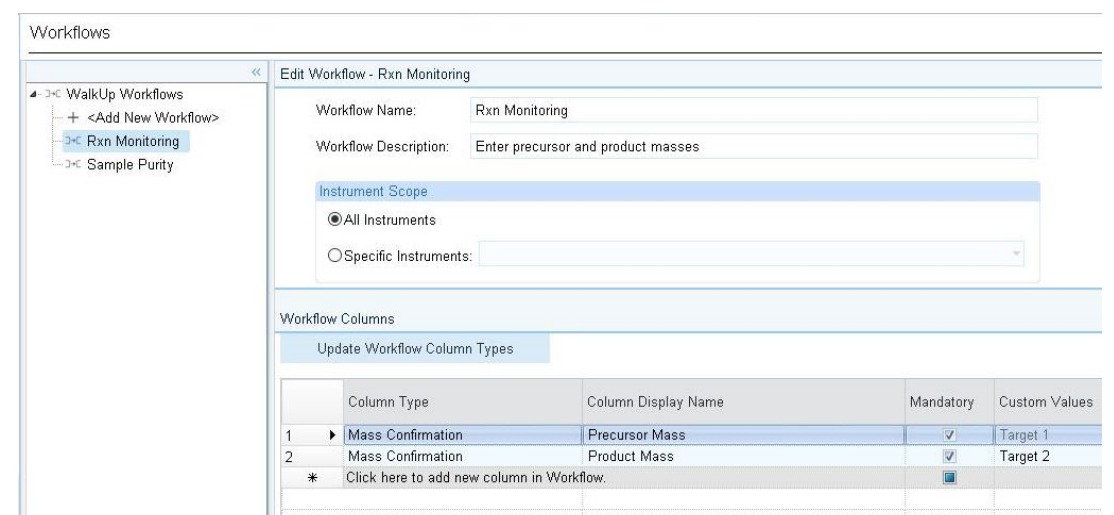 Workflows
«
WalkUp Workflows
+ <Add New Workflow>
Rxn Monitoring
Sample Purity
Edit Workflow - Rxn Monitoring
Workflow Name: Rxn Monitoring
Workflow Description: Enter precursor and product masses
Instrument Scope
All Instruments
Specific Instruments:
Workflow Columns
Update Workflow Column Types
Column Type Column Display Name Mandatory Custom Values
1 Mass Confirmation Precursor Mass Target 1
2 Mass Confirmation Product Mass Target 2
* Click here to add new column in Workflow.